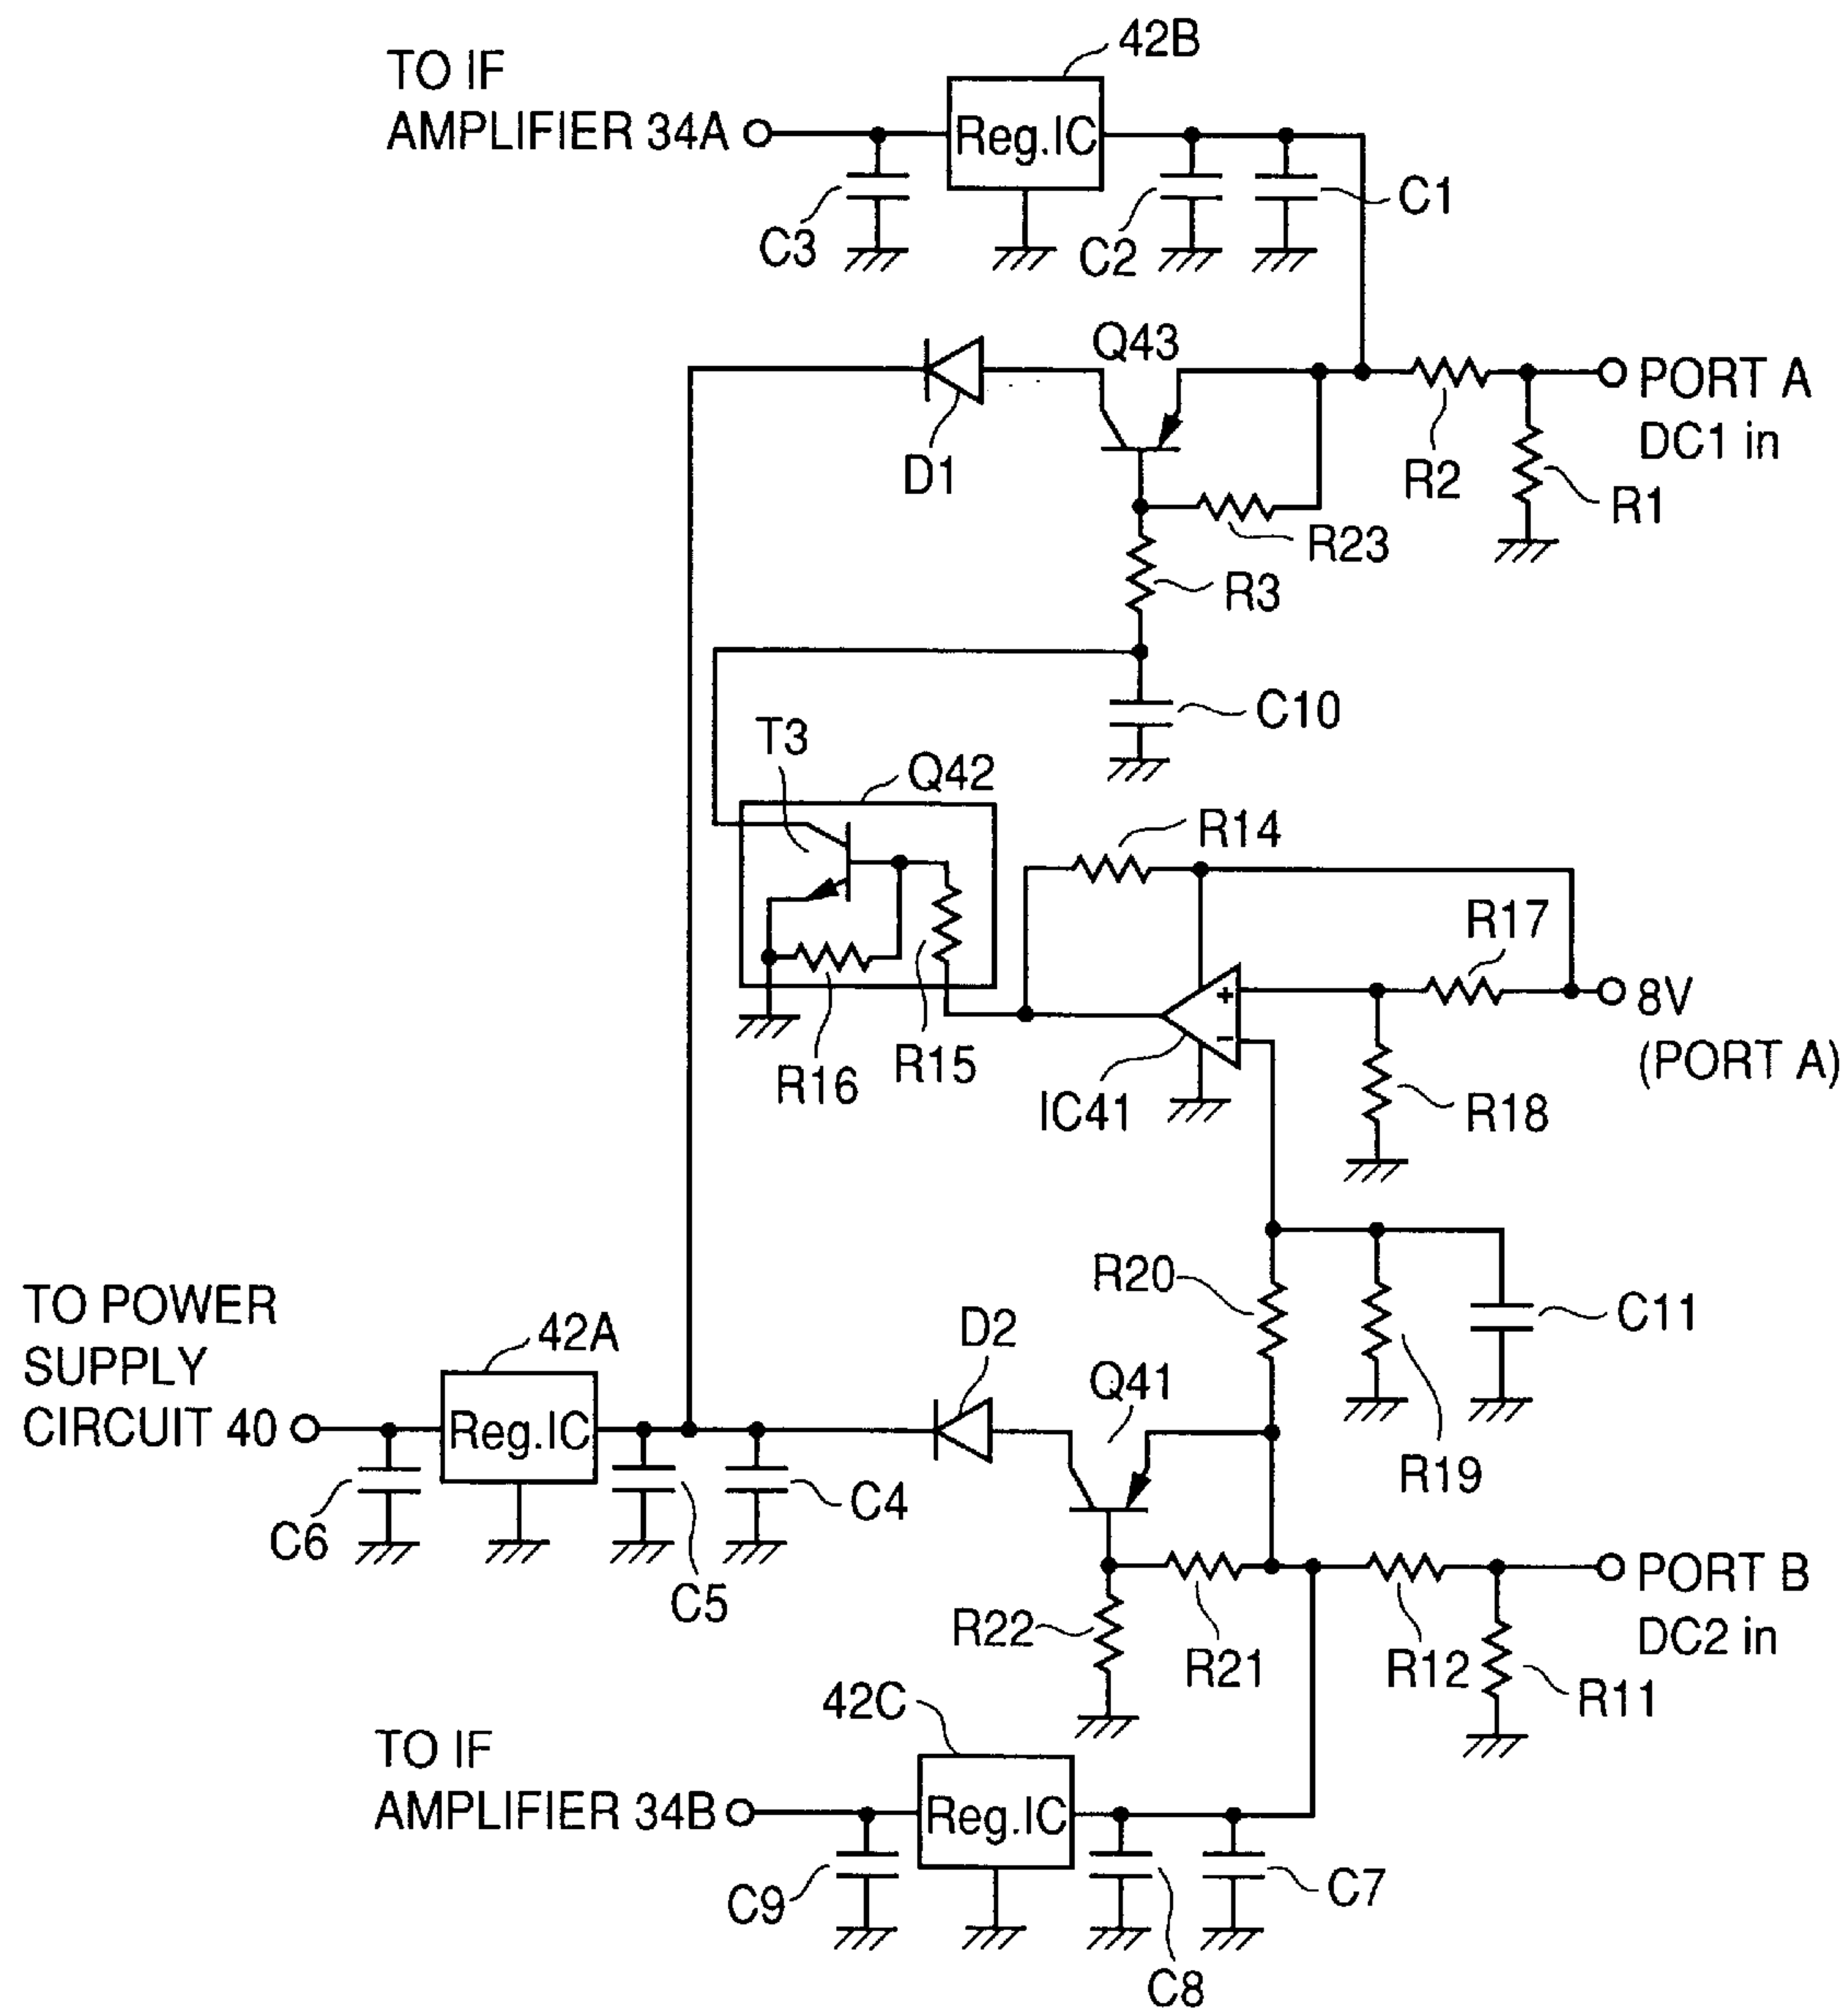 42B
TO IF
AMPLIFIER 34A
Reg.IC
C3
C2
C1
Q43
D1
PORT A
DC1 in
R2
R1
R23
R3
C10
T3
Q42
R14
R17
8V
(PORT A)
+
-
R16
R15
IC41
R18
R20
C11
R19
TO POWER
SUPPLY
CIRCUIT 40
42A
Reg.IC
D2
Q41
C6
C5
C4
PORT B
DC2 in
R22
R21
R12
R11
42C
TO IF
AMPLIFIER 34B
Reg.IC
C9
C8
C7